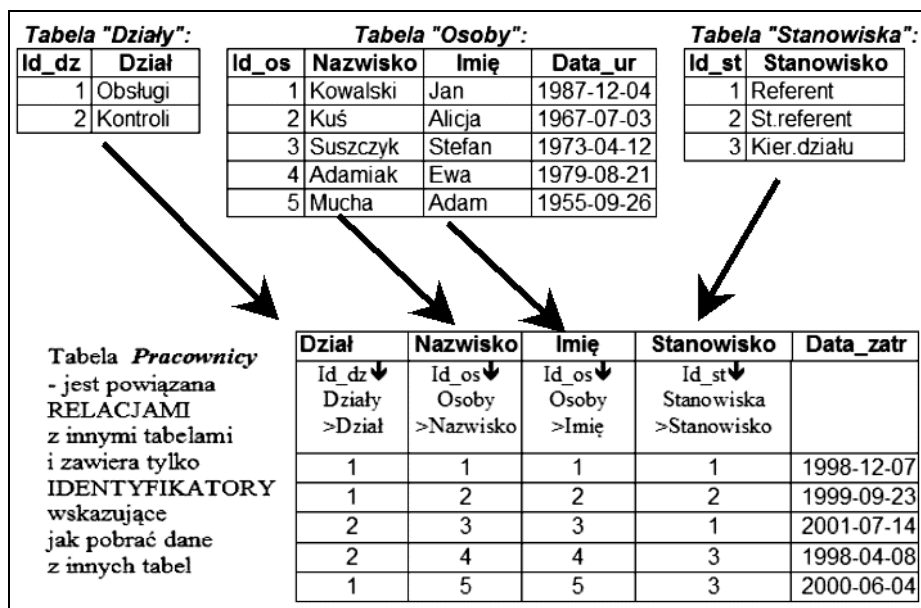 Tabela "Działy":
Id_dz Dział
1 Obsługi
2 Kontroli
Tabela "Osoby":
Id_os Nazwisko Imię Data_ur
1 Kowalski Jan 1987-12-04
2 Kuś Alicja 1967-07-03
3 Suszczyk Stefan 1973-04-12
4 Adamiak Ewa 1979-08-21
5 Mucha Adam 1955-09-26
Tabela "Stanowiska":
Id_st Stanowisko
1 Referent
2 St.referent
3 Kier.działu
Tabela Pracownicy
- jest powiązana
RELACJAMI
z innymi tabelami
i zawiera tylko
IDENTYFIKATORY
wskazujące
jak pobrać dane
z innych tabel
Dział Nazwisko Imię Stanowisko Data_zatr
Id_dz Id_os Id_os Id_st
Działy Osoby Osoby Stanowiska
>Dział >Nazwisko >Imię >Stanowisko
1 1 1 1 1998-12-07
1 2 2 2 1999-09-23
2 3 3 1 2001-07-14
2 4 4 3 1998-04-08
1 5 5 3 2000-06-04